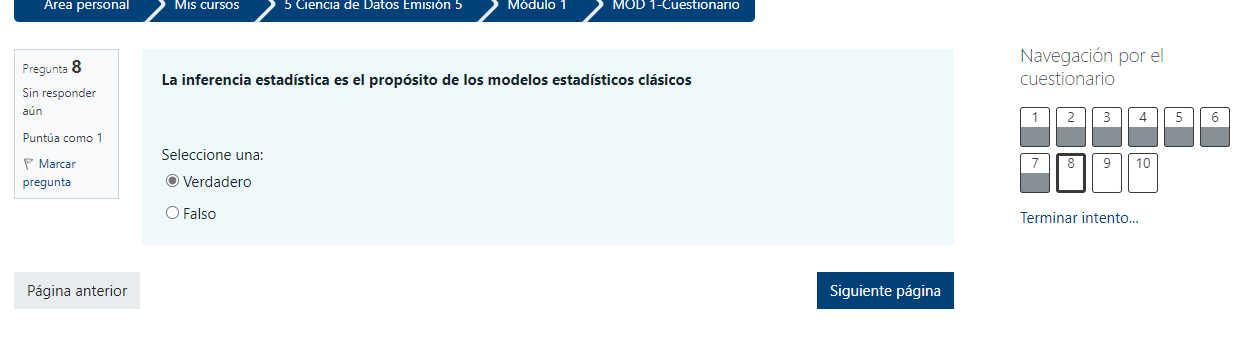 Área personal Mis cursos 5 Ciencia de Datos Emisión 5 Módulo 1 MOD 1-Cuestionario
Pregunta 8
Sin responder
aún
Puntúa como 1
Marcar
pregunta
La inferencia estadística es el propósito de los modelos estadísticos clásicos
Seleccione una:
Verdadero
Falso
Página anterior
Siguiente página
Navegación por el
cuestionario
1 2 3 4 5 6
7 8 9 10
Terminar intento...